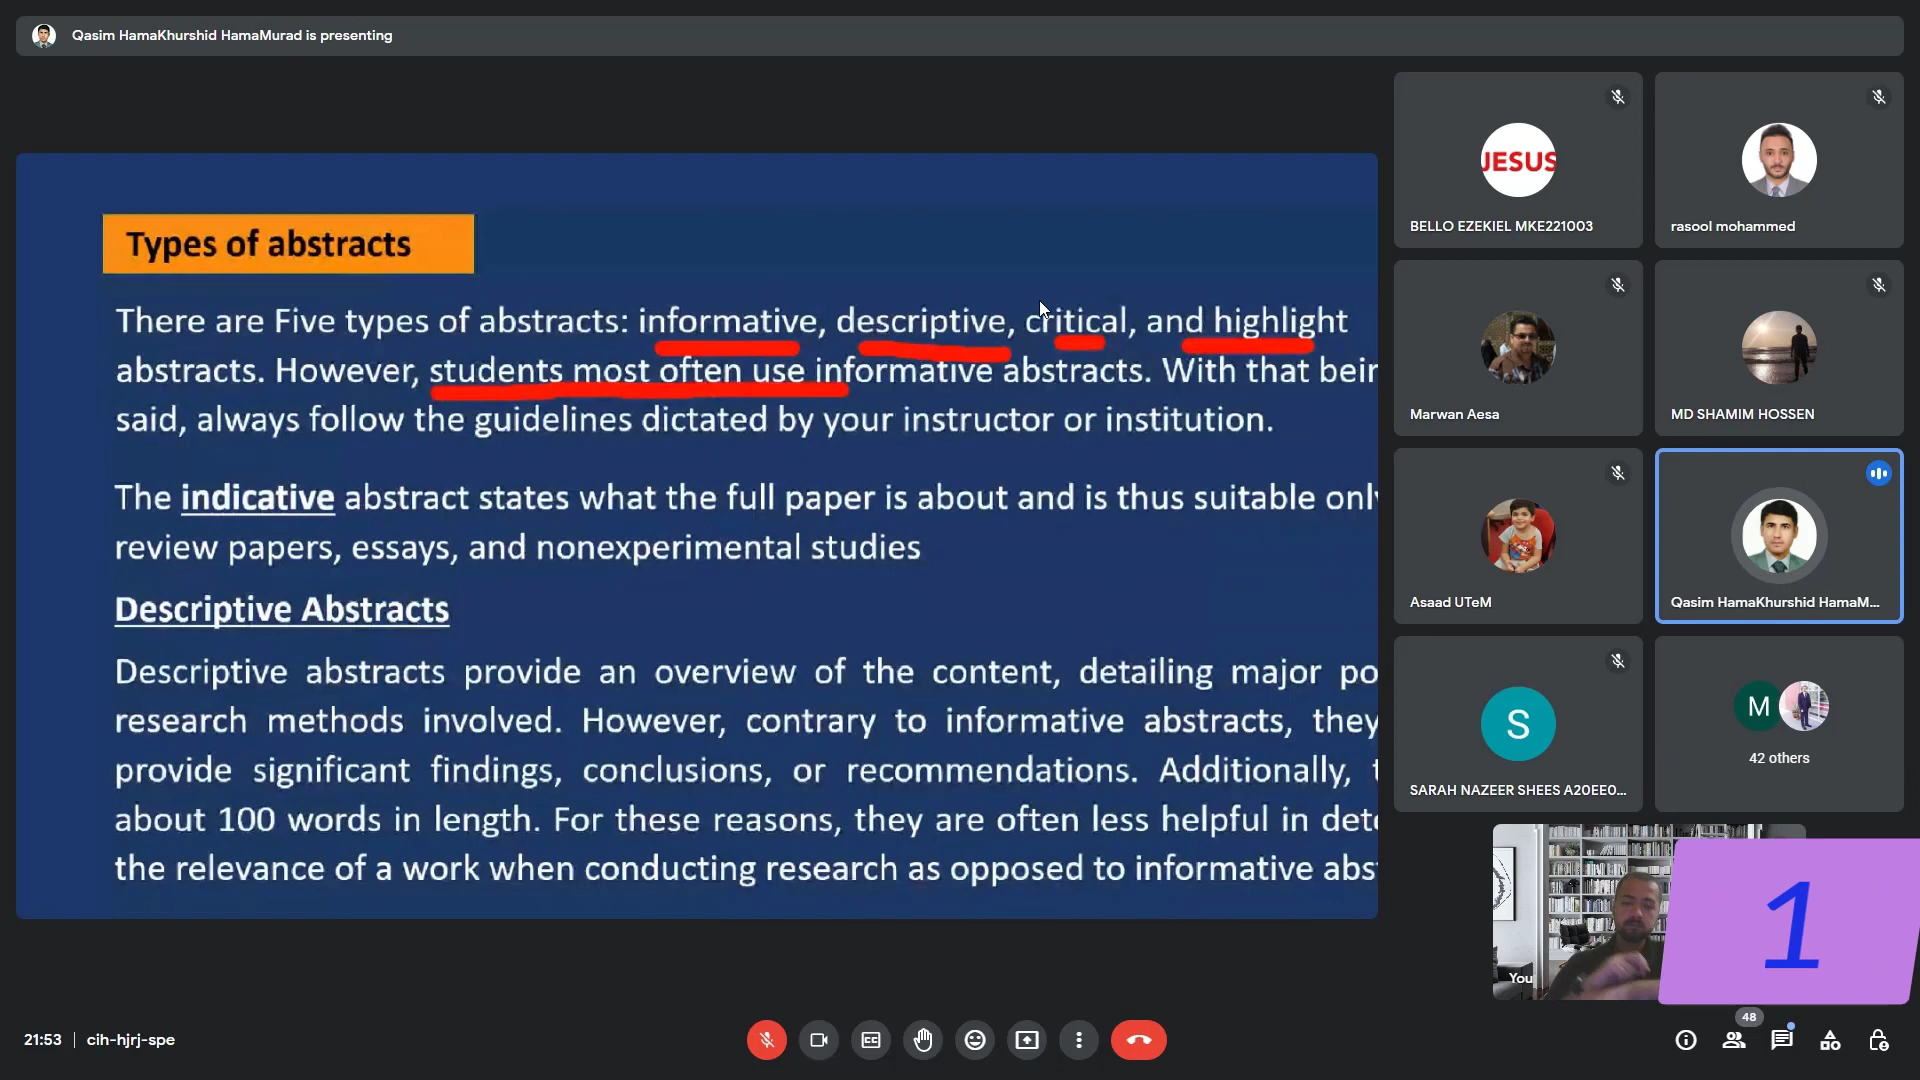 Qasim HamaKhurshid HamaMurad is presenting
Types of abstracts
There are Five types of abstracts: informative, descriptive, critical, and highlight
abstracts. However, students most often use informative abstracts. With that
said, always follow the guidelines dictated by your instructor or institution.
The indicative abstract states what the full paper is about and is thus suitable
review papers, essays, and nonexperimental studies
Descriptive Abstracts
Descriptive abstracts provide an overview of the content, detailing major
research methods involved. However, contrary to informative abstracts, they
provide significant findings, conclusions, or recommendations. Additionally,
about 100 words in length. For these reasons, they are often less helpful in
the relevance of a work when conducting research as opposed to informative
JESUS
BELLO EZEKIEL MKE221003
rasool mohammed
Marwan Aesa
MD SHAMIM HOSSEN
Asaad UTeM
Qasim HamaKhurshid HamaM...
S
SARAH NAZEER SHEES A20EE0...
M
42 others
You
1
21:53 | cih-hjrj-spe
CC
48